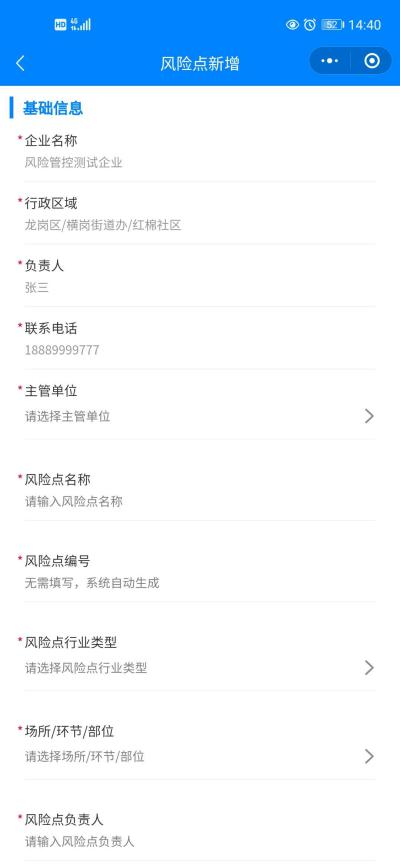 HD 4G 52 14:40
风险点新增
基础信息
*企业名称
风险管控测试企业
*行政区域
龙岗区/横岗街道办/红棉社区
*负责人
张三
*联系电话
18889999777
*主管单位
请选择主管单位
*风险点名称
请输入风险点名称
*风险点编号
无需填写，系统自动生成
*风险点行业类型
请选择风险点行业类型
*场所/环节/部位
请选择场所/环节/部位
*风险点负责人
请输入风险点负责人